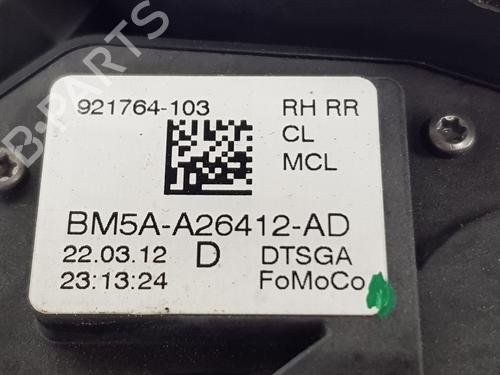 921764-103 RH RR
CL
MCL
BM5A-A26412-AD
22.03.12 D DTSGA
23:13:24 FoMoCo
B-PARTS